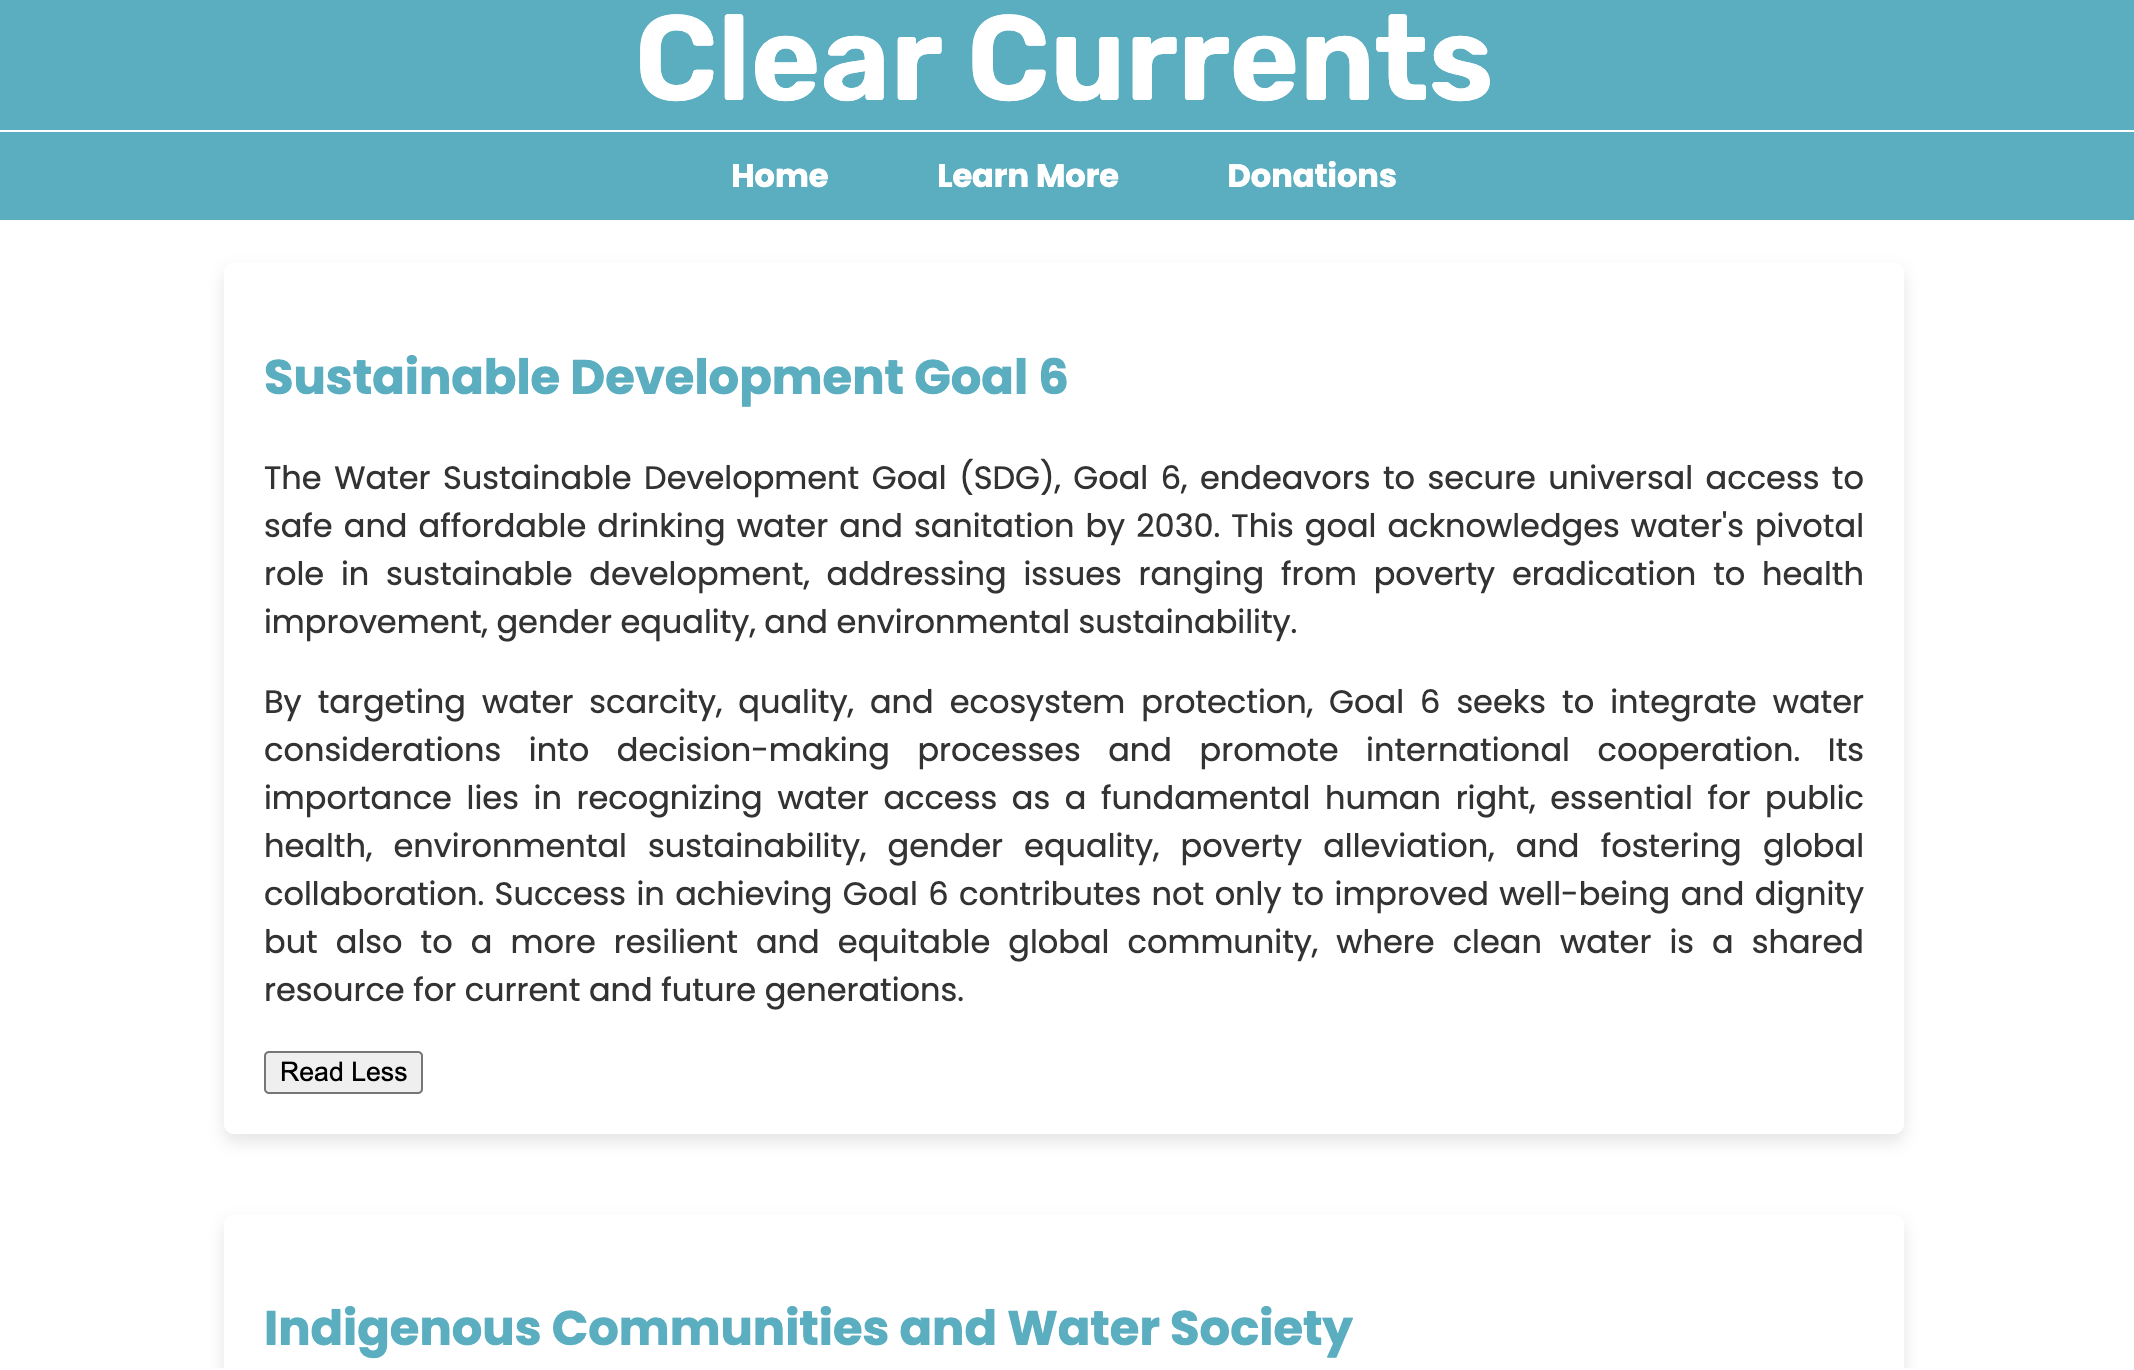 Clear Currents
Home Learn More Donations
Sustainable Development Goal 6
The Water Sustainable Development Goal (SDG), Goal 6, endeavors to secure universal access to
safe and affordable drinking water and sanitation by 2030. This goal acknowledges water's pivotal
role in sustainable development, addressing issues ranging from poverty eradication to health
improvement, gender equality, and environmental sustainability.
By targeting water scarcity, quality, and ecosystem protection, Goal 6 seeks to integrate water
considerations into decision-making processes and promote international cooperation. Its
importance lies in recognizing water access as a fundamental human right, essential for public
health, environmental sustainability, gender equality, poverty alleviation, and fostering global
collaboration. Success in achieving Goal 6 contributes not only to improved well-being and dignity
but also to a more resilient and equitable global community, where clean water is a shared
resource for current and future generations.
Read Less
Indigenous Communities and Water Society